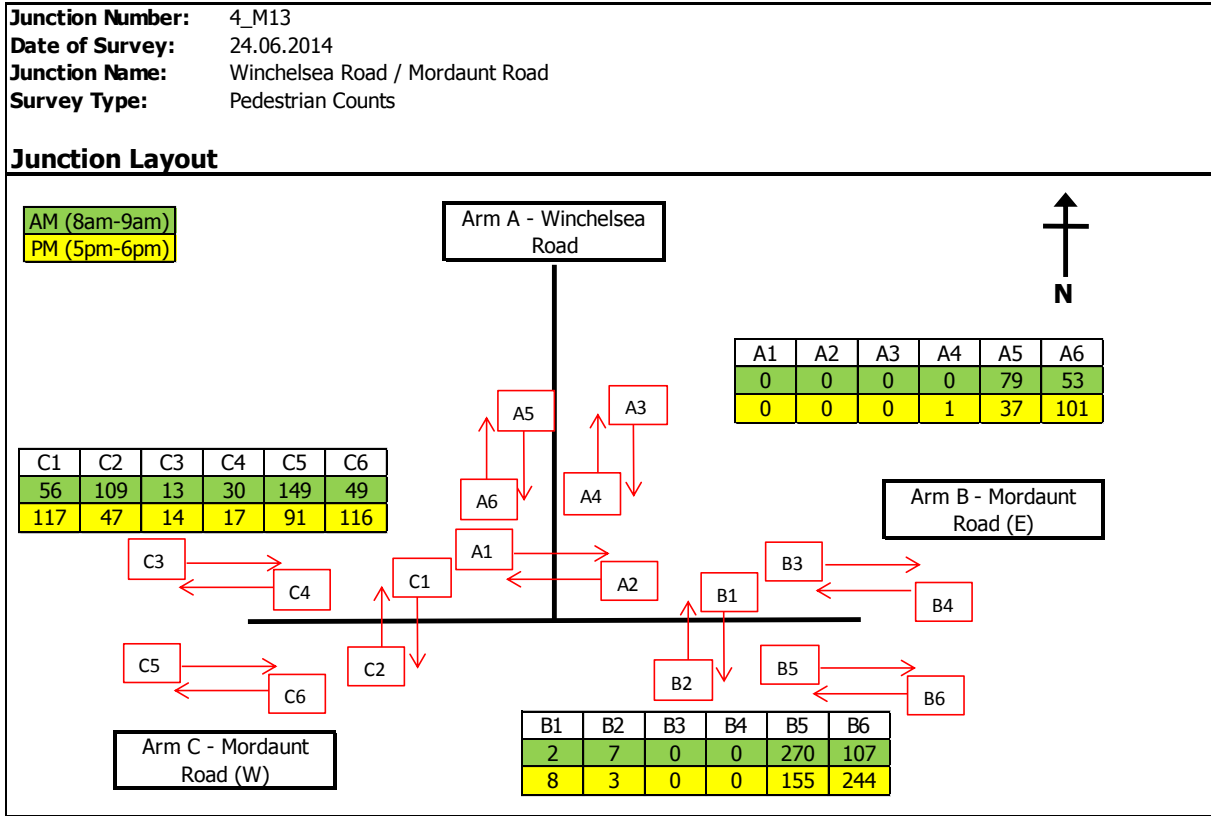 Junction Number: 4_M13
Date of Survey: 24.06.2014
Junction Name: Winchelsea Road / Mordaunt Road
Survey Type: Pedestrian Counts
Junction Layout
AM (8am-9am)
PM (5pm-6pm)
Arm A - Winchelsea
Road
N
A1 A2 A3 A4 A5 A6
0 0 0 0 79 53
0 0 0 1 37 101
A5
A3
A6
A4
C1 C2 C3 C4 C5 C6
56 109 13 30 149 49
117 47 14 17 91 116
Arm B - Mordaunt
Road (E)
C3
C4
C1
A1
A2
B1
B3
B4
C5
C6
C2
B2
B5
B6
Arm C - Mordaunt
Road (W)
B1 B2 B3 B4 B5 B6
2 7 0 0 270 107
8 3 0 0 155 244